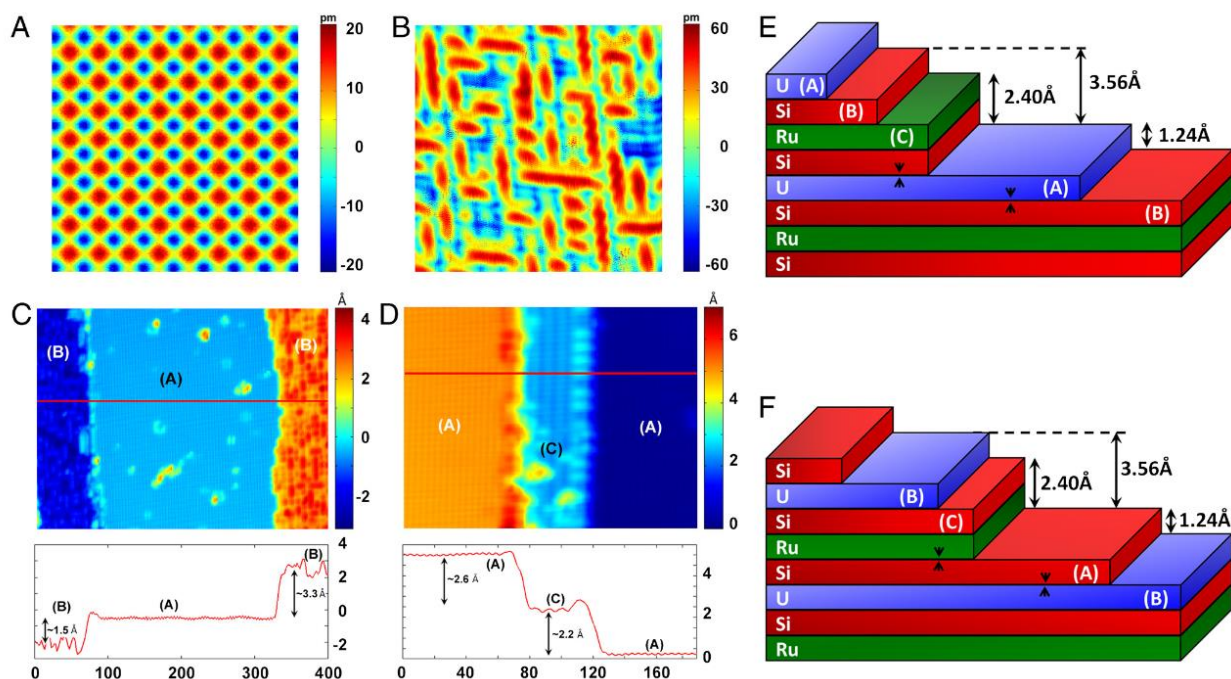 A
pm
20
10
0
-10
-20
B
pm
60
30
0
-30
-60
C
Å
4
2
0
-2
(B)
(A)
(B)
(B)
~1.5 Å
(A)
(B)
~3.3 Å
4
2
0
-2
0 100 200 300 400
D
Å
6
4
2
0
(A)
(C)
(A)
~2.6 Å
(A)
(C)
~2.2 Å
(A)
4
2
0
0 40 80 120 160
E
U (A)
Si (B)
Ru (C)
Si
U (A)
Si (B)
Ru
Si
2.40Å
3.56Å
1.24Å
F
Si
U (B)
Si (C)
Ru
Si (A)
U (B)
Si
Ru
2.40Å
3.56Å
1.24Å